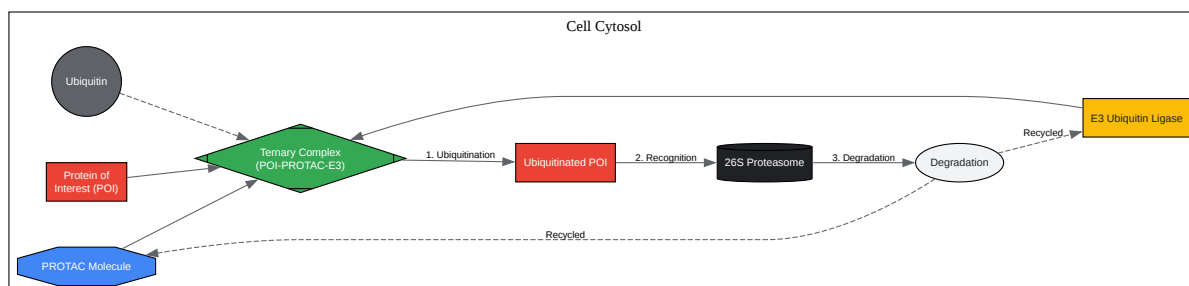 Cell Cytosol
Ubiquitin
Protein of
Interest (POI)
PROTAC Molecule
Ternary Complex
(POI-PROTAC-E3)
1. Ubiquitination
Ubiquitinated POI
2. Recognition
26S Proteasome
3. Degradation
Degradation
Recycled
E3 Ubiquitin Ligase
Recycled